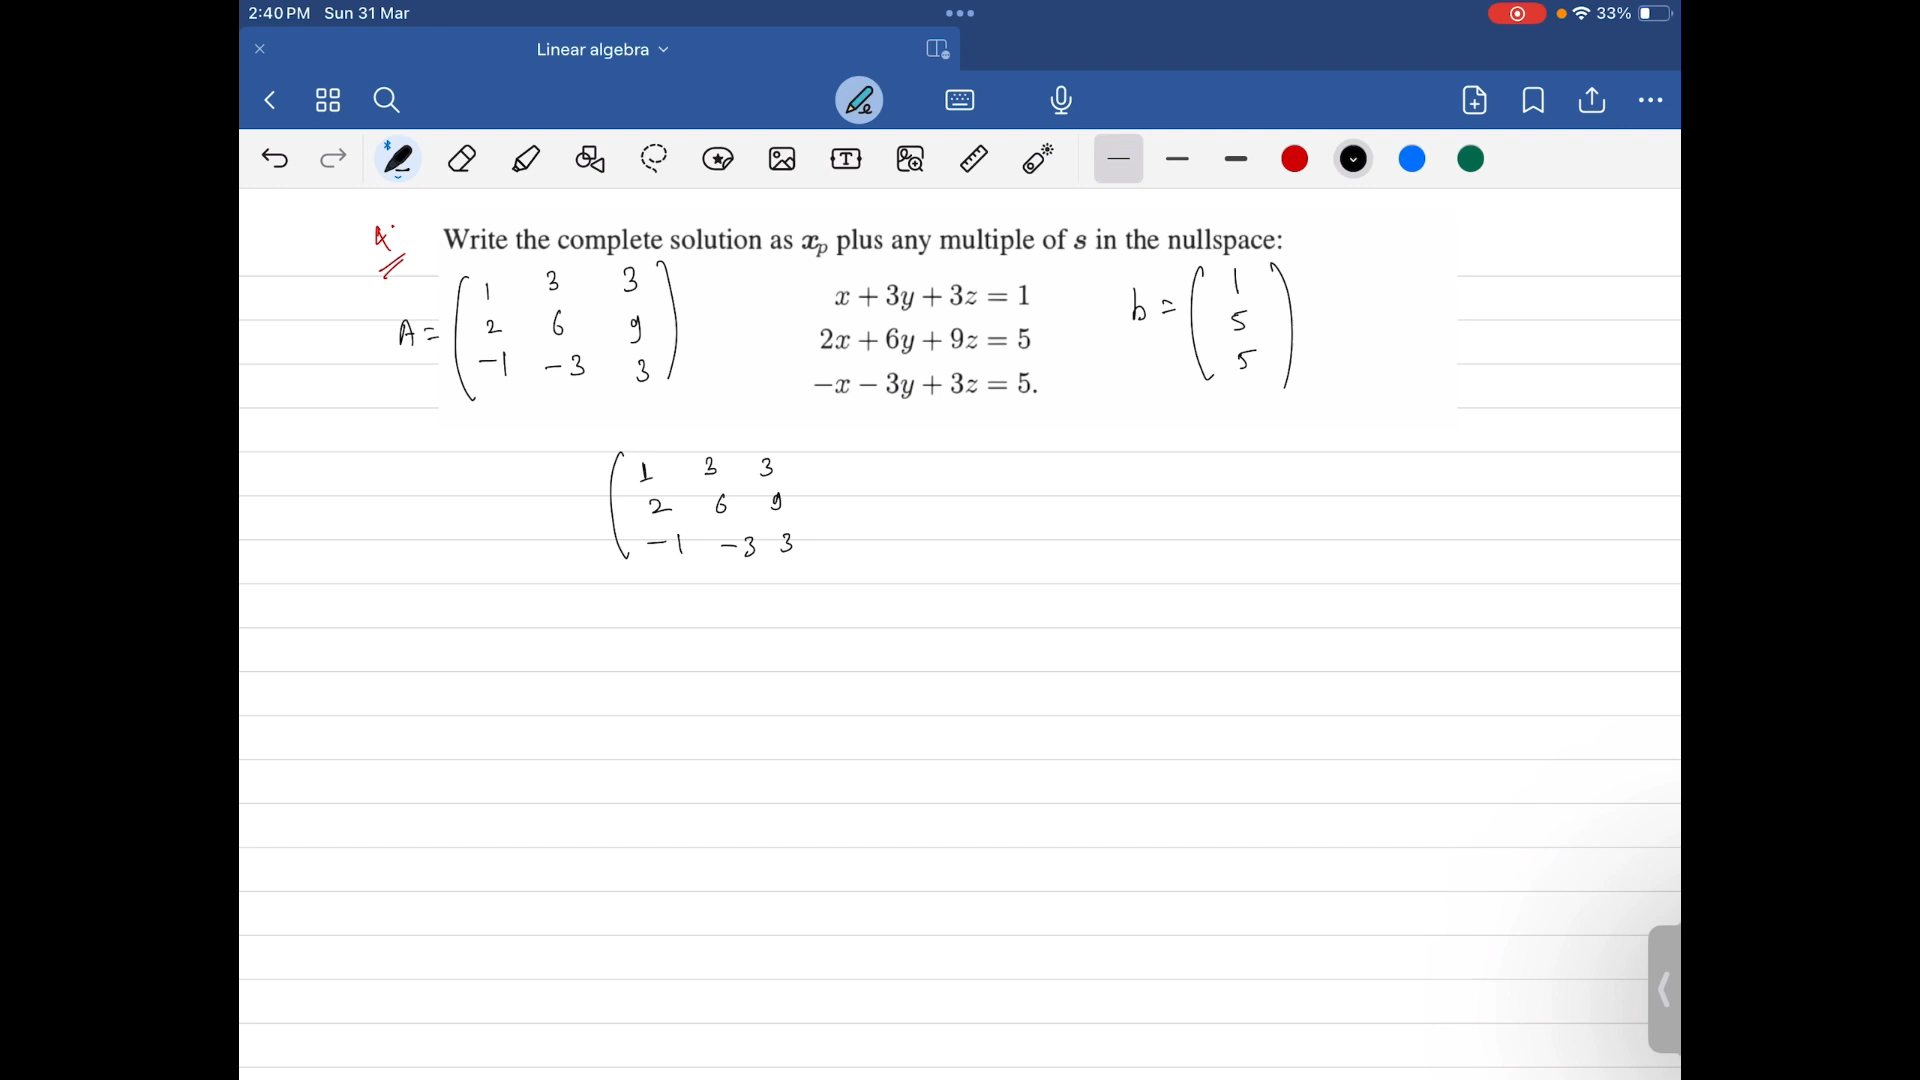 2:40 PM Sun 31 Mar
33%
Linear algebra
T
4.
Write the complete solution as xₚ plus any multiple of s in the nullspace:
A = ( 1 3 3
2 6 9
-1 -3 3 )
x + 3y + 3z = 1
2x + 6y + 9z = 5
−x − 3y + 3z = 5.
b = ( 1
5
5 )
( 1 3 3
2 6 9
-1 -3 3